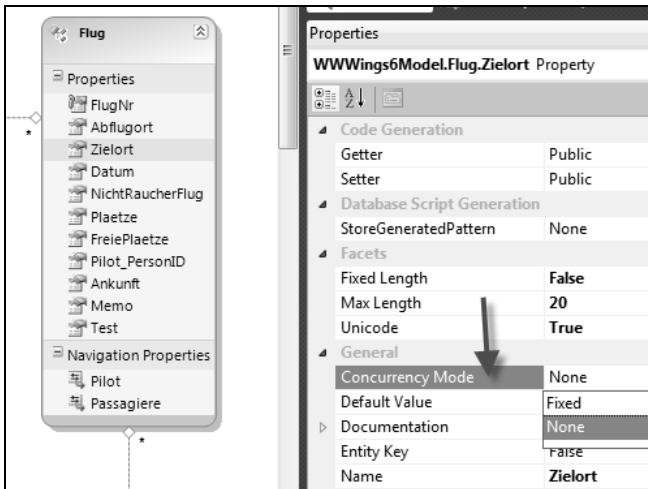 Flug
Properties
FlugNr
Abflugort
Zielort
Datum
NichtRaucherFlug
Plaetze
FreiePlaetze
Pilot_PersonID
Ankunft
Memo
Test
Navigation Properties
Pilot
Passagiere
*
*
Properties
WWWings6Model.Flug.Zielort Property
Code Generation
Getter Public
Setter Public
Database Script Generation
StoreGeneratedPattern None
Facets
Fixed Length False
Max Length 20
Unicode True
General
Concurrency Mode None
Default Value Fixed
Documentation None
Entity Key False
Name Zielort